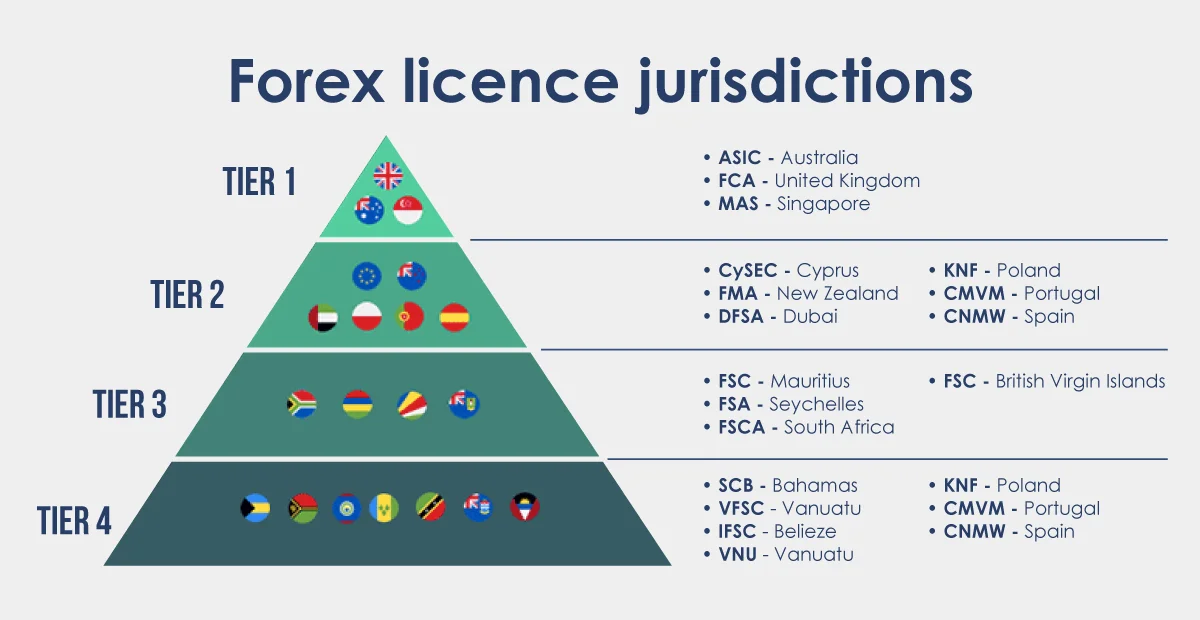 Forex licence jurisdictions
TIER 1
• ASIC - Australia
• FCA - United Kingdom
• MAS - Singapore
TIER 2
• CySEC - Cyprus
• FMA - New Zealand
• DFSA - Dubai
• KNF - Poland
• CMVM - Portugal
• CNMW - Spain
TIER 3
• FSC - Mauritius
• FSA - Seychelles
• FSCA - South Africa
• FSC - British Virgin Islands
TIER 4
• SCB - Bahamas
• VFSC - Vanuatu
• IFSC - Belieze
• VNU - Vanuatu
• KNF - Poland
• CMVM - Portugal
• CNMW - Spain